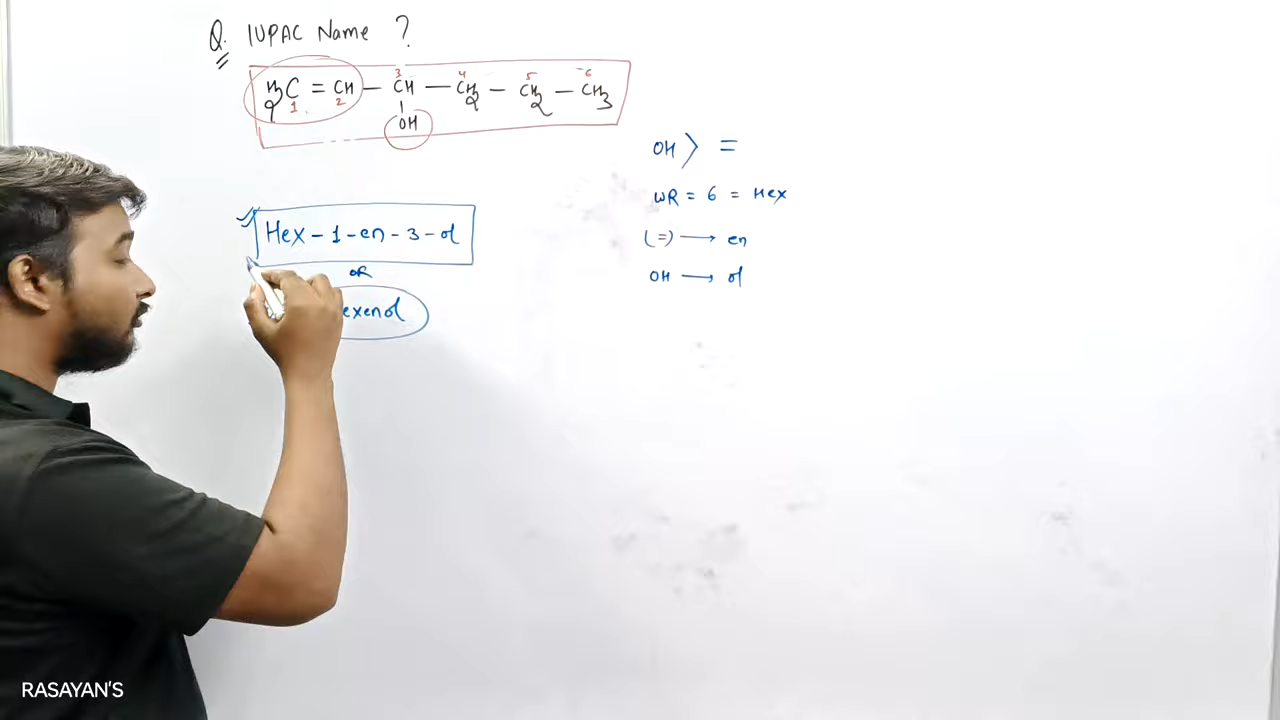 Q. IUPAC Name ?
3 4 5 6
H₂C = CH — CH — CH₂ — CH₂ — CH₃
1 2
OH
OH > =
WR = 6 = Hex
(=) → en
Hex - 1 - en - 3 - ol
OH → ol
OR
exenol
RASAYAN'S